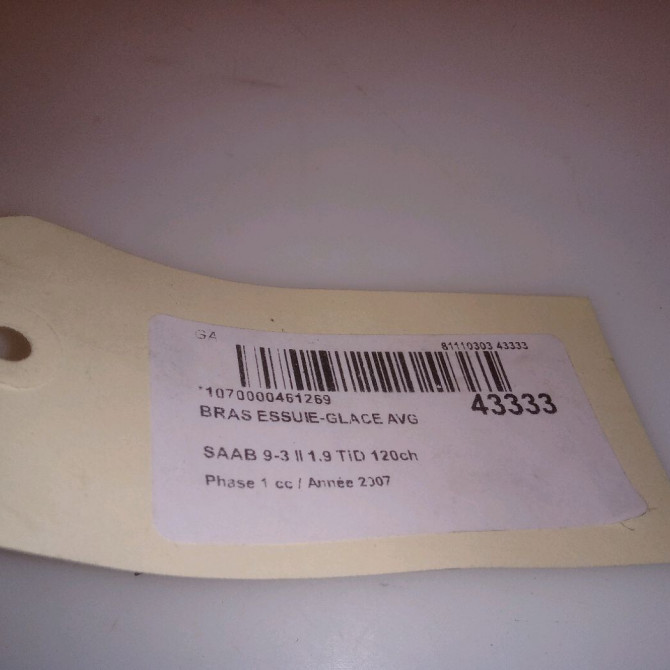 GA
81110303 43333
*1070000461269
43333
BRAS ESSUIE-GLACE AVG
SAAB 9-3 II 1.9 TiD 120ch
Phase 1 cc / Année 2007